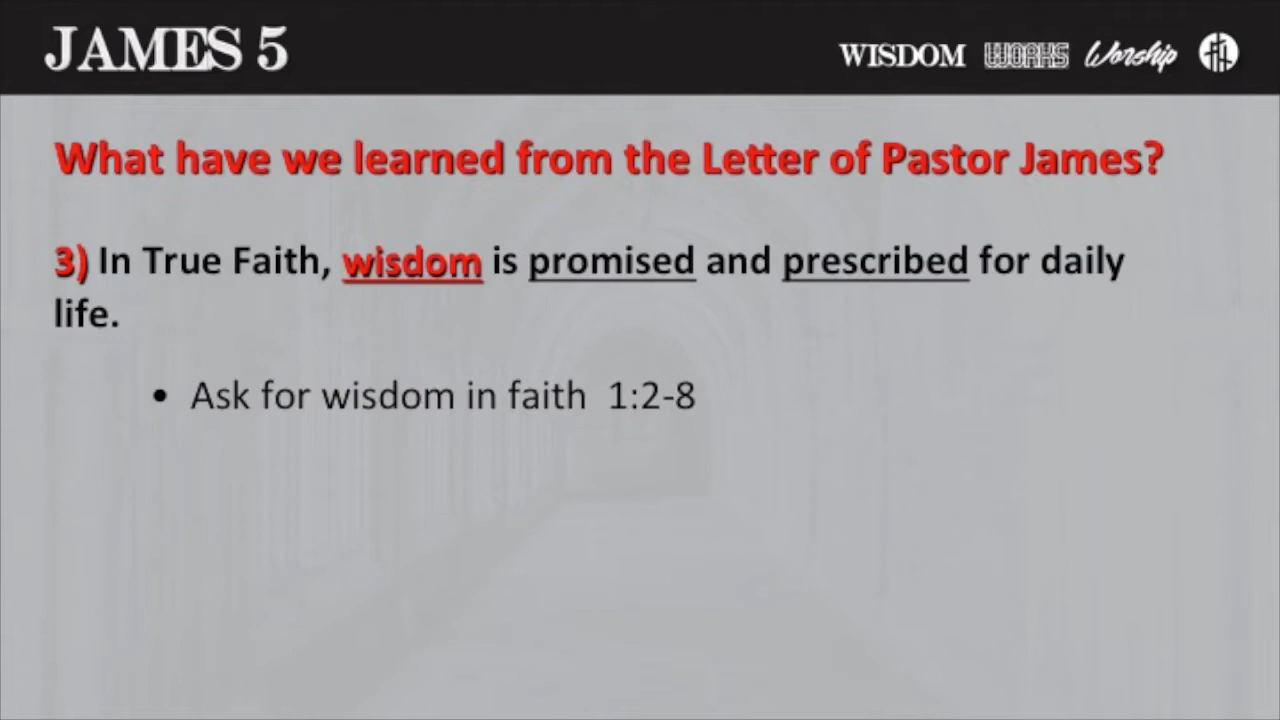 JAMES 5
WISDOM WORKS Worship
What have we learned from the Letter of Pastor James?
3) In True Faith, wisdom is promised and prescribed for daily
life.
• Ask for wisdom in faith 1:2-8